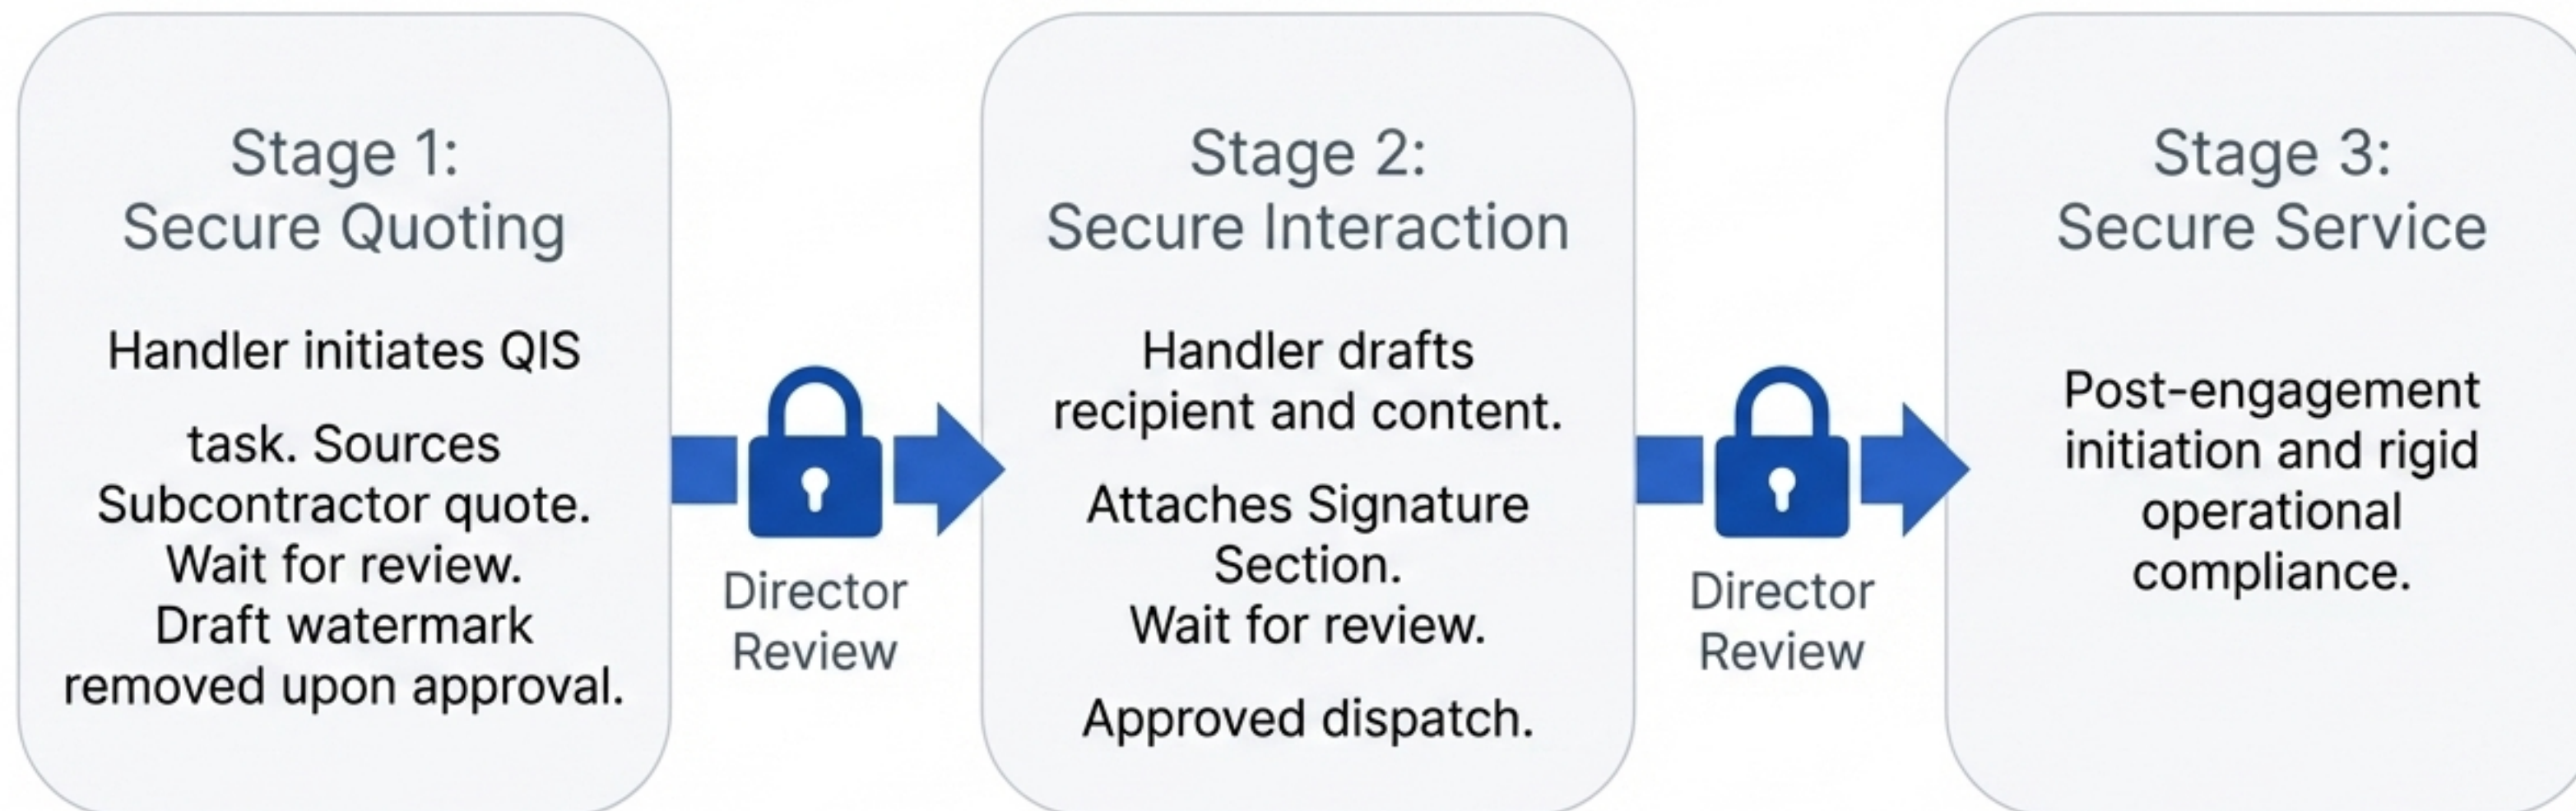 Stage 1:
Secure Quoting
Handler initiates QIS
task. Sources
Subcontractor quote.
Wait for review.
Draft watermark
removed upon approval.
Director
Review
Stage 2:
Secure Interaction
Handler drafts
recipient and content.
Attaches Signature
Section.
Wait for review.
Approved dispatch.
Director
Review
Stage 3:
Secure Service
Post-engagement
initiation and rigid
operational
compliance.